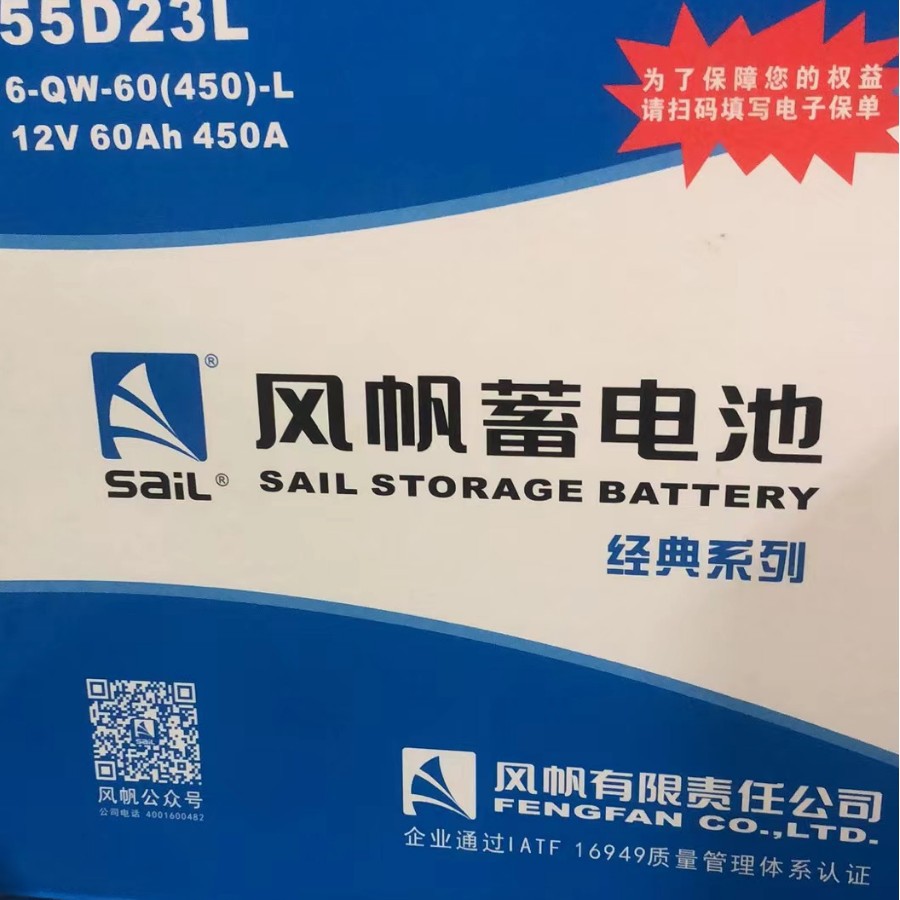 55D23L
6-QW-60(450)-L
12V 60Ah 450A
为了保障您的权益
请扫码填写电子保单
®
saiL®
风帆蓄电池
SAIL STORAGE BATTERY
经典系列
saiL
风帆公众号
公司电话 4001600482
风帆有限责任公司
FENGFAN CO.,LTD.
企业通过IATF 16949质量管理体系认证